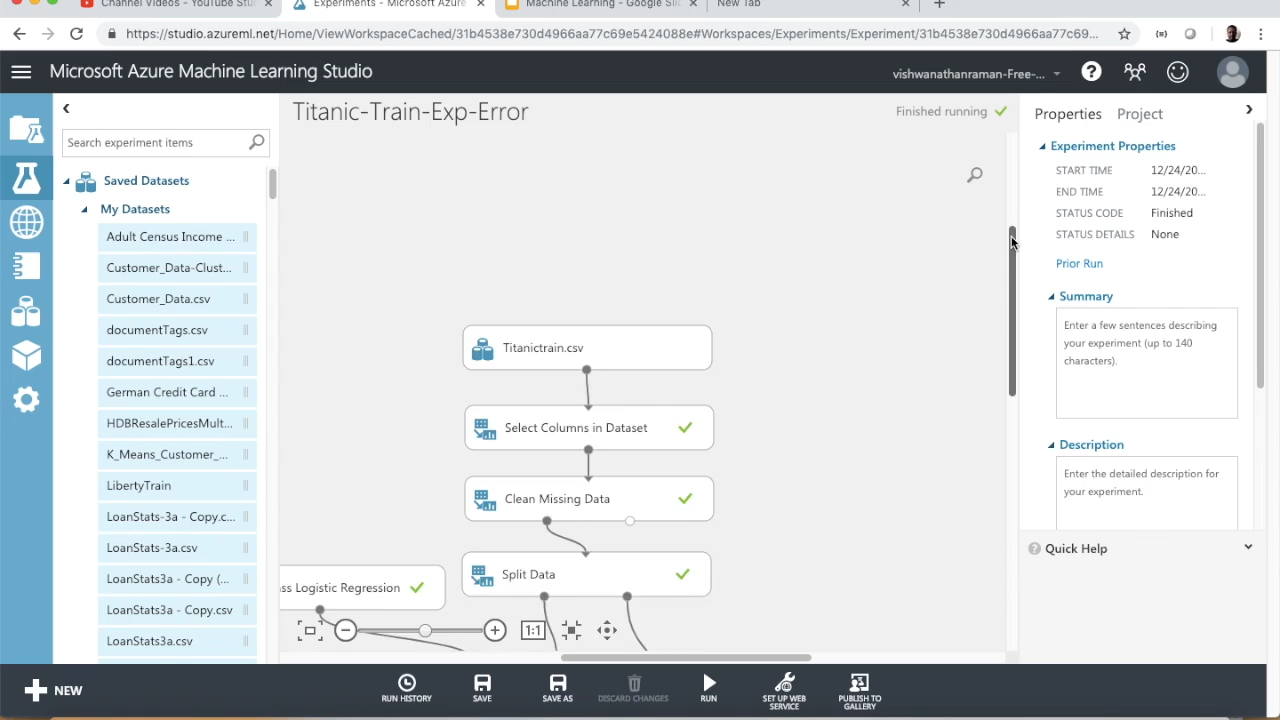 Channel Videos - YouTube Stu
Experiments - Microsoft Azure
Machine Learning - Google Slic
New Tab
https://studio.azureml.net/Home/ViewWorkspaceCached/31b4538e730d4966aa77c69e5424088e#Workspaces/Experiments/Experiment/31b4538e730d4966aa77c69...
Microsoft Azure Machine Learning Studio
vishwanathraman-Free-...
Titanic-Train-Exp-Error
Finished running
Search experiment items
Saved Datasets
My Datasets
Adult Census Income ...
Customer_Data-Clust...
Customer_Data.csv
documentTags.csv
documentTags1.csv
German Credit Card ...
HDBResalePricesMult...
K_Means_Customer_...
LibertyTrain
LoanStats-3a - Copy.c...
LoanStats-3a.csv
LoanStats3a - Copy (...
LoanStats3a - Copy.csv
LoanStats3a.csv
Titanictrain.csv
Select Columns in Dataset
Clean Missing Data
Split Data
ss Logistic Regression
1:1
Properties
Project
Experiment Properties
START TIME 12/24/20...
END TIME 12/24/20...
STATUS CODE Finished
STATUS DETAILS None
Prior Run
Summary
Enter a few sentences describing
your experiment (up to 140
characters).
Description
Enter the detailed description for
your experiment.
Quick Help
NEW
RUN HISTORY
SAVE
SAVE AS
DISCARD CHANGES
RUN
SET UP WEB
SERVICE
PUBLISH TO
GALLERY